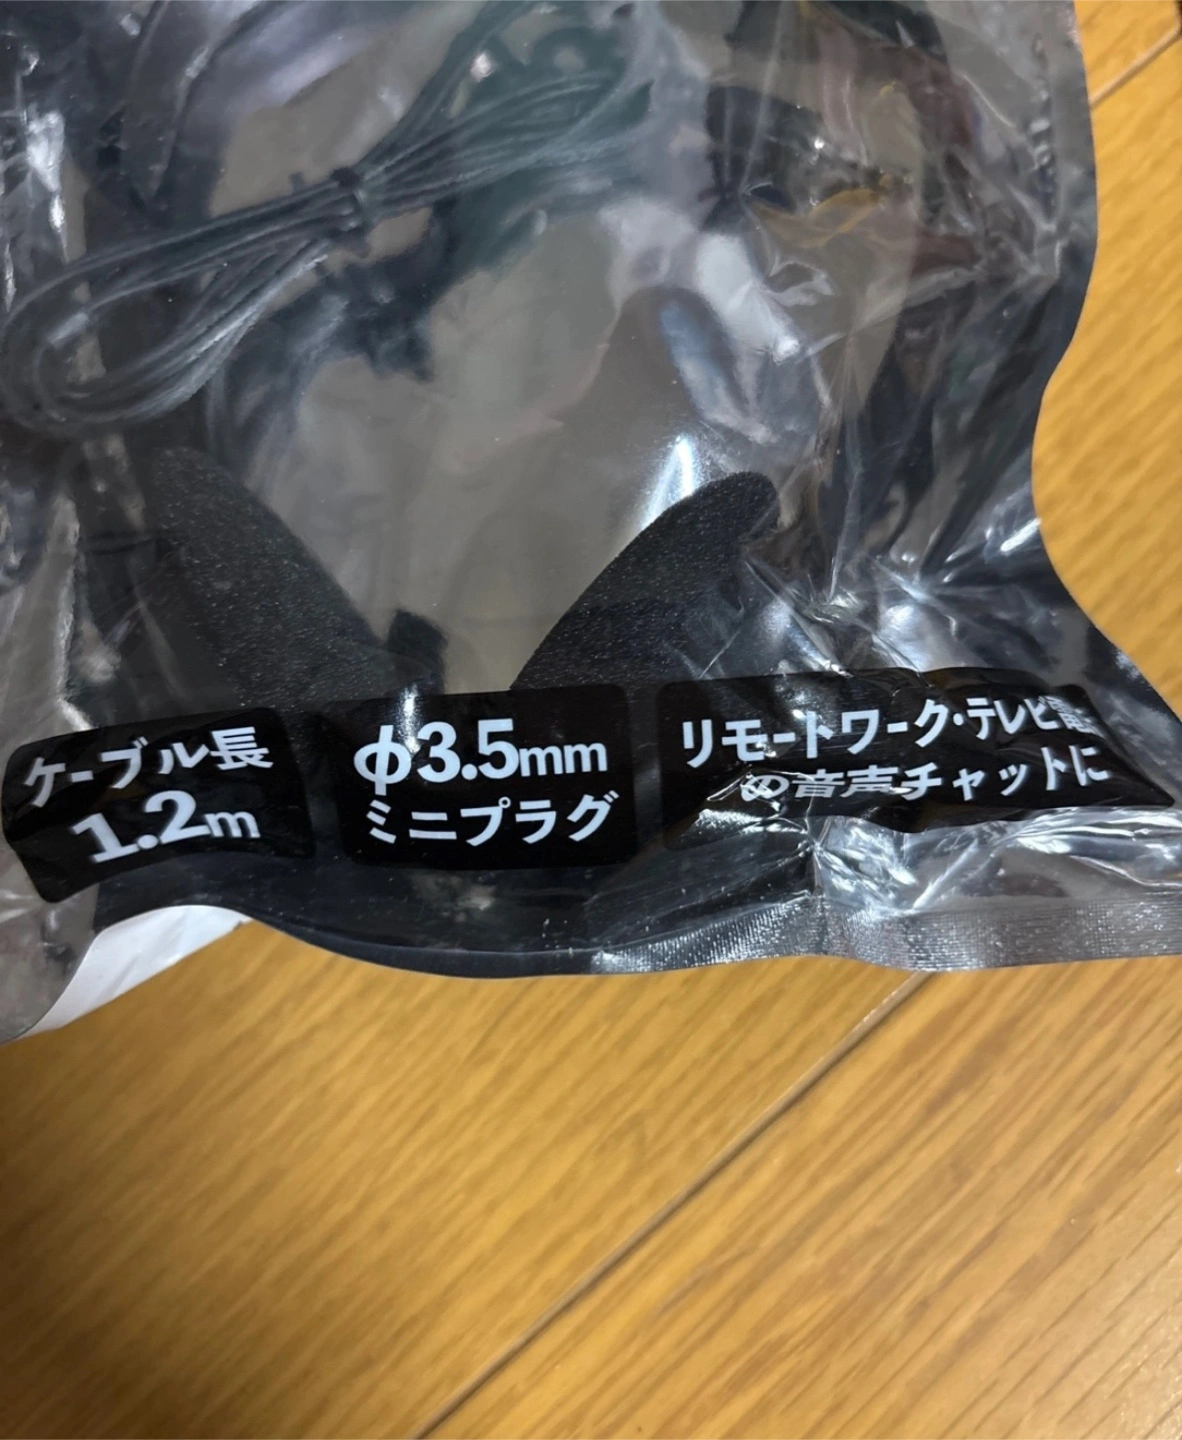 ケーブル長
1.2m
φ3.5mm
ミニプラグ
リモートワーク・テレビ電
の音声チャットに